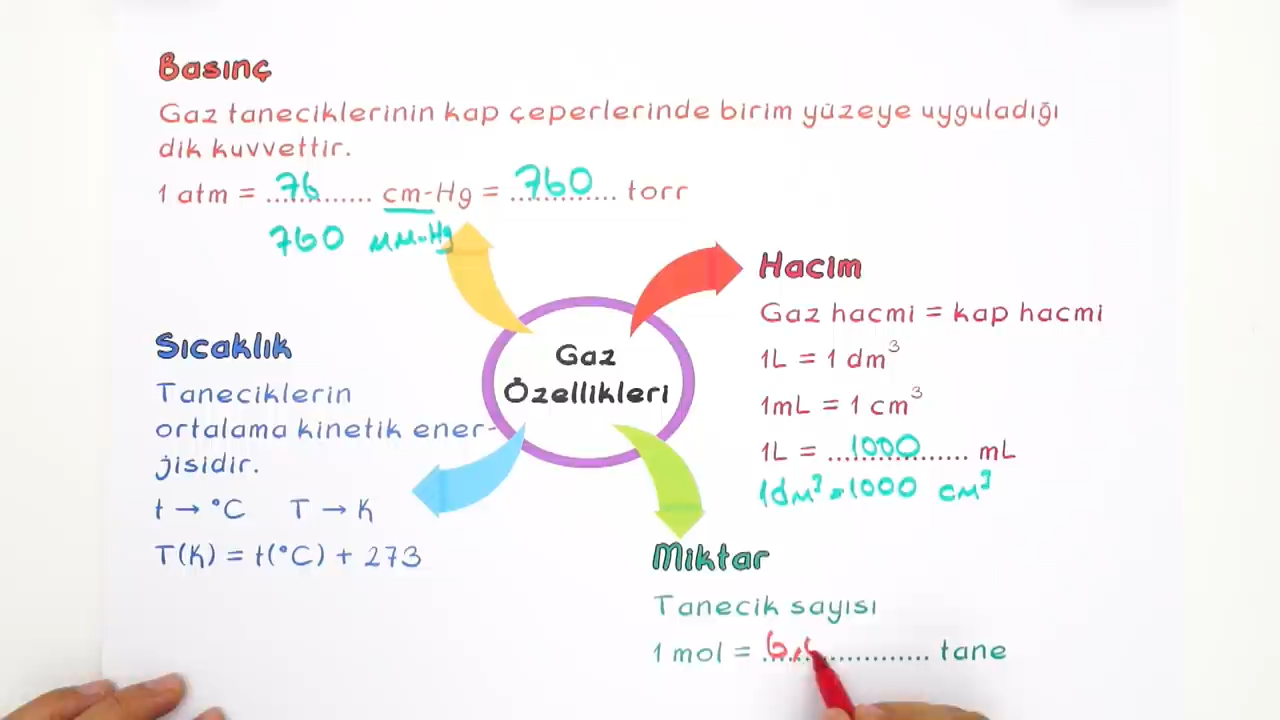 Basınç
Gaz taneciklerinin kap çeperlerinde birim yüzeye uyguladığı
dik kuvvettir.
1 atm = ...76...... cm-Hg = ...760... torr
760 mm-Hg
Hacim
Gaz hacmi = kap hacmi
1L = 1 dm³
1mL = 1 cm³
1L = ...1000...... mL
1dm³ = 1000 cm³
Sıcaklık
Taneciklerin
ortalama kinetik ener-
jisidir.
t → °C T → K
T(K) = t(°C) + 273
Gaz
Özellikleri
Miktar
Tanecik sayısı
1 mol = 6,............... tane